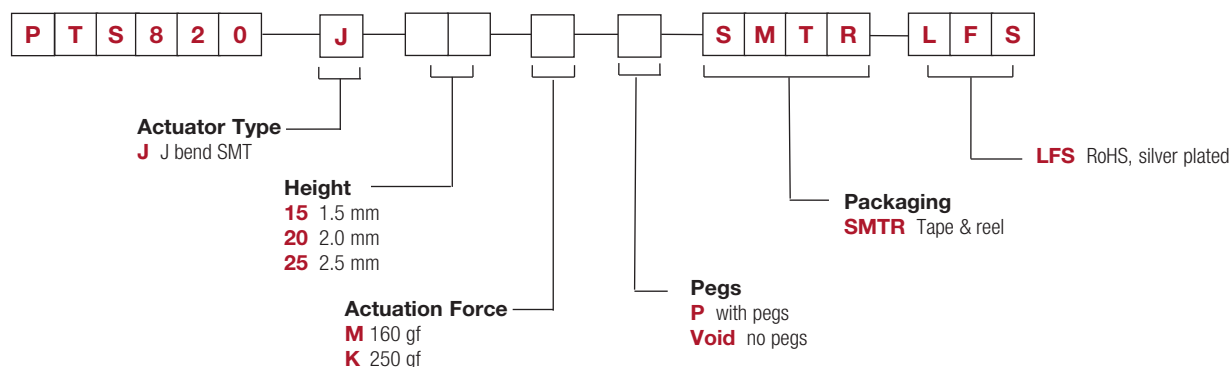 P T S 8 2 0 J S M T R L F S
Actuator Type
J J bend SMT
LFS RoHS, silver plated
Height
15 1.5 mm
20 2.0 mm
25 2.5 mm
Packaging
SMTR Tape & reel
Actuation Force
M 160 gf
K 250 gf
Pegs
P with pegs
Void no pegs